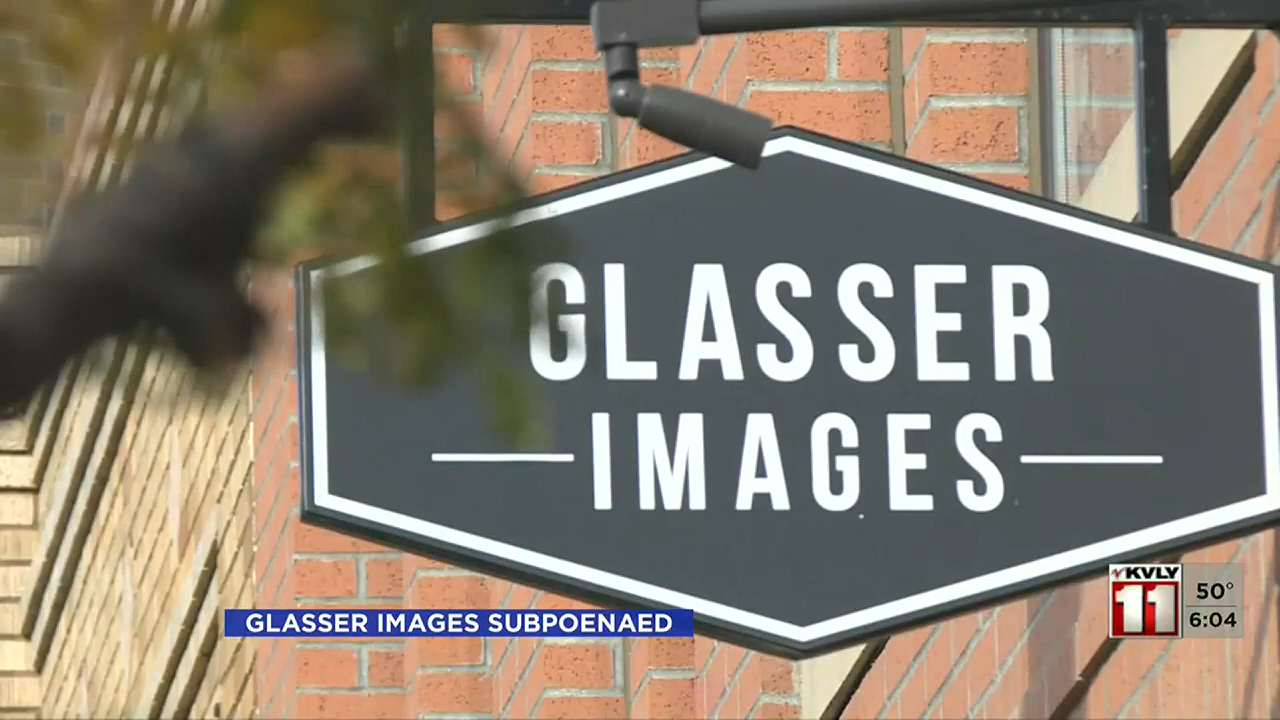 GLASSER
IMAGES
GLASSER IMAGES SUBPOENAED
KVLY
11
50°
6:04